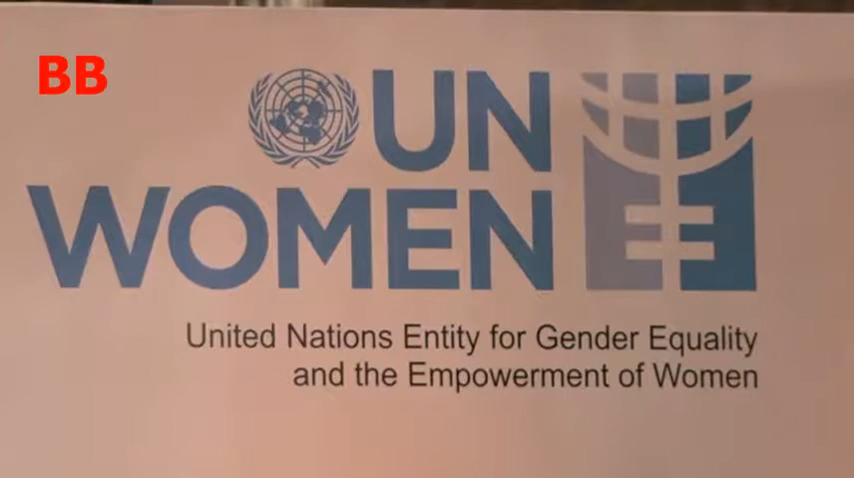 BB
UN
WOMEN
United Nations Entity for Gender Equality
and the Empowerment of Women